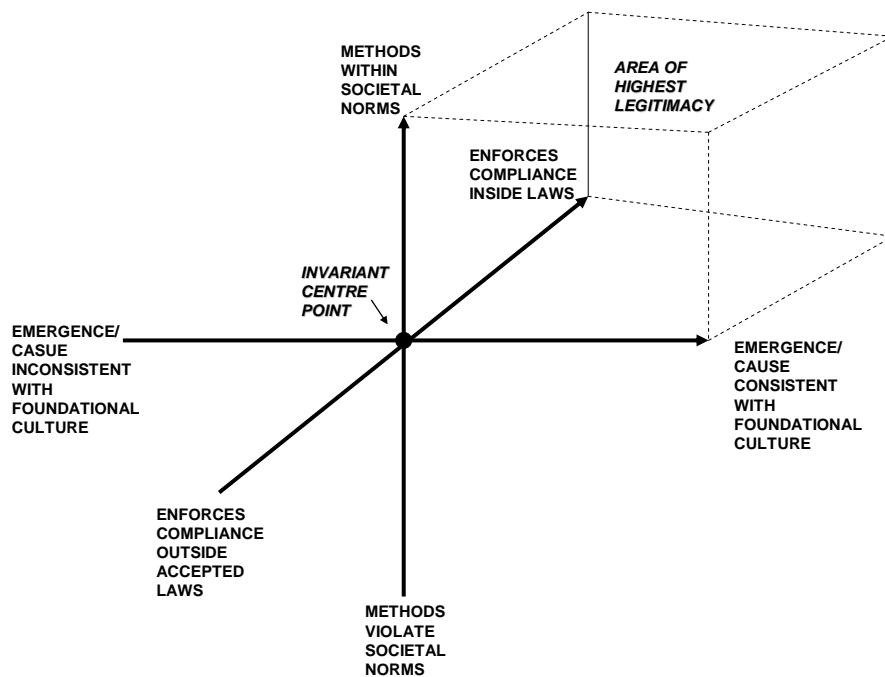 METHODS
WITHIN
SOCIETAL
NORMS
AREA OF
HIGHEST
LEGITIMACY
ENFORCES
COMPLIANCE
INSIDE LAWS
INVARIANT
CENTRE
POINT
EMERGENCE/
CASUE
INCONSISTENT
WITH
FOUNDATIONAL
CULTURE
EMERGENCE/
CAUSE
CONSISTENT
WITH
FOUNDATIONAL
CULTURE
ENFORCES
COMPLIANCE
OUTSIDE
ACCEPTED
LAWS
METHODS
VIOLATE
SOCIETAL
NORMS